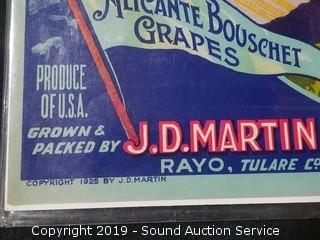 ALICANTE BOUSCHET
GRAPES
PRODUCE
OF U.S.A.
GROWN &
PACKED BY J.D.MARTIN
RAYO, TULARE CO
COPYRIGHT 1925 BY J.D.MARTIN
Copyright 2019 - Sound Auction Service